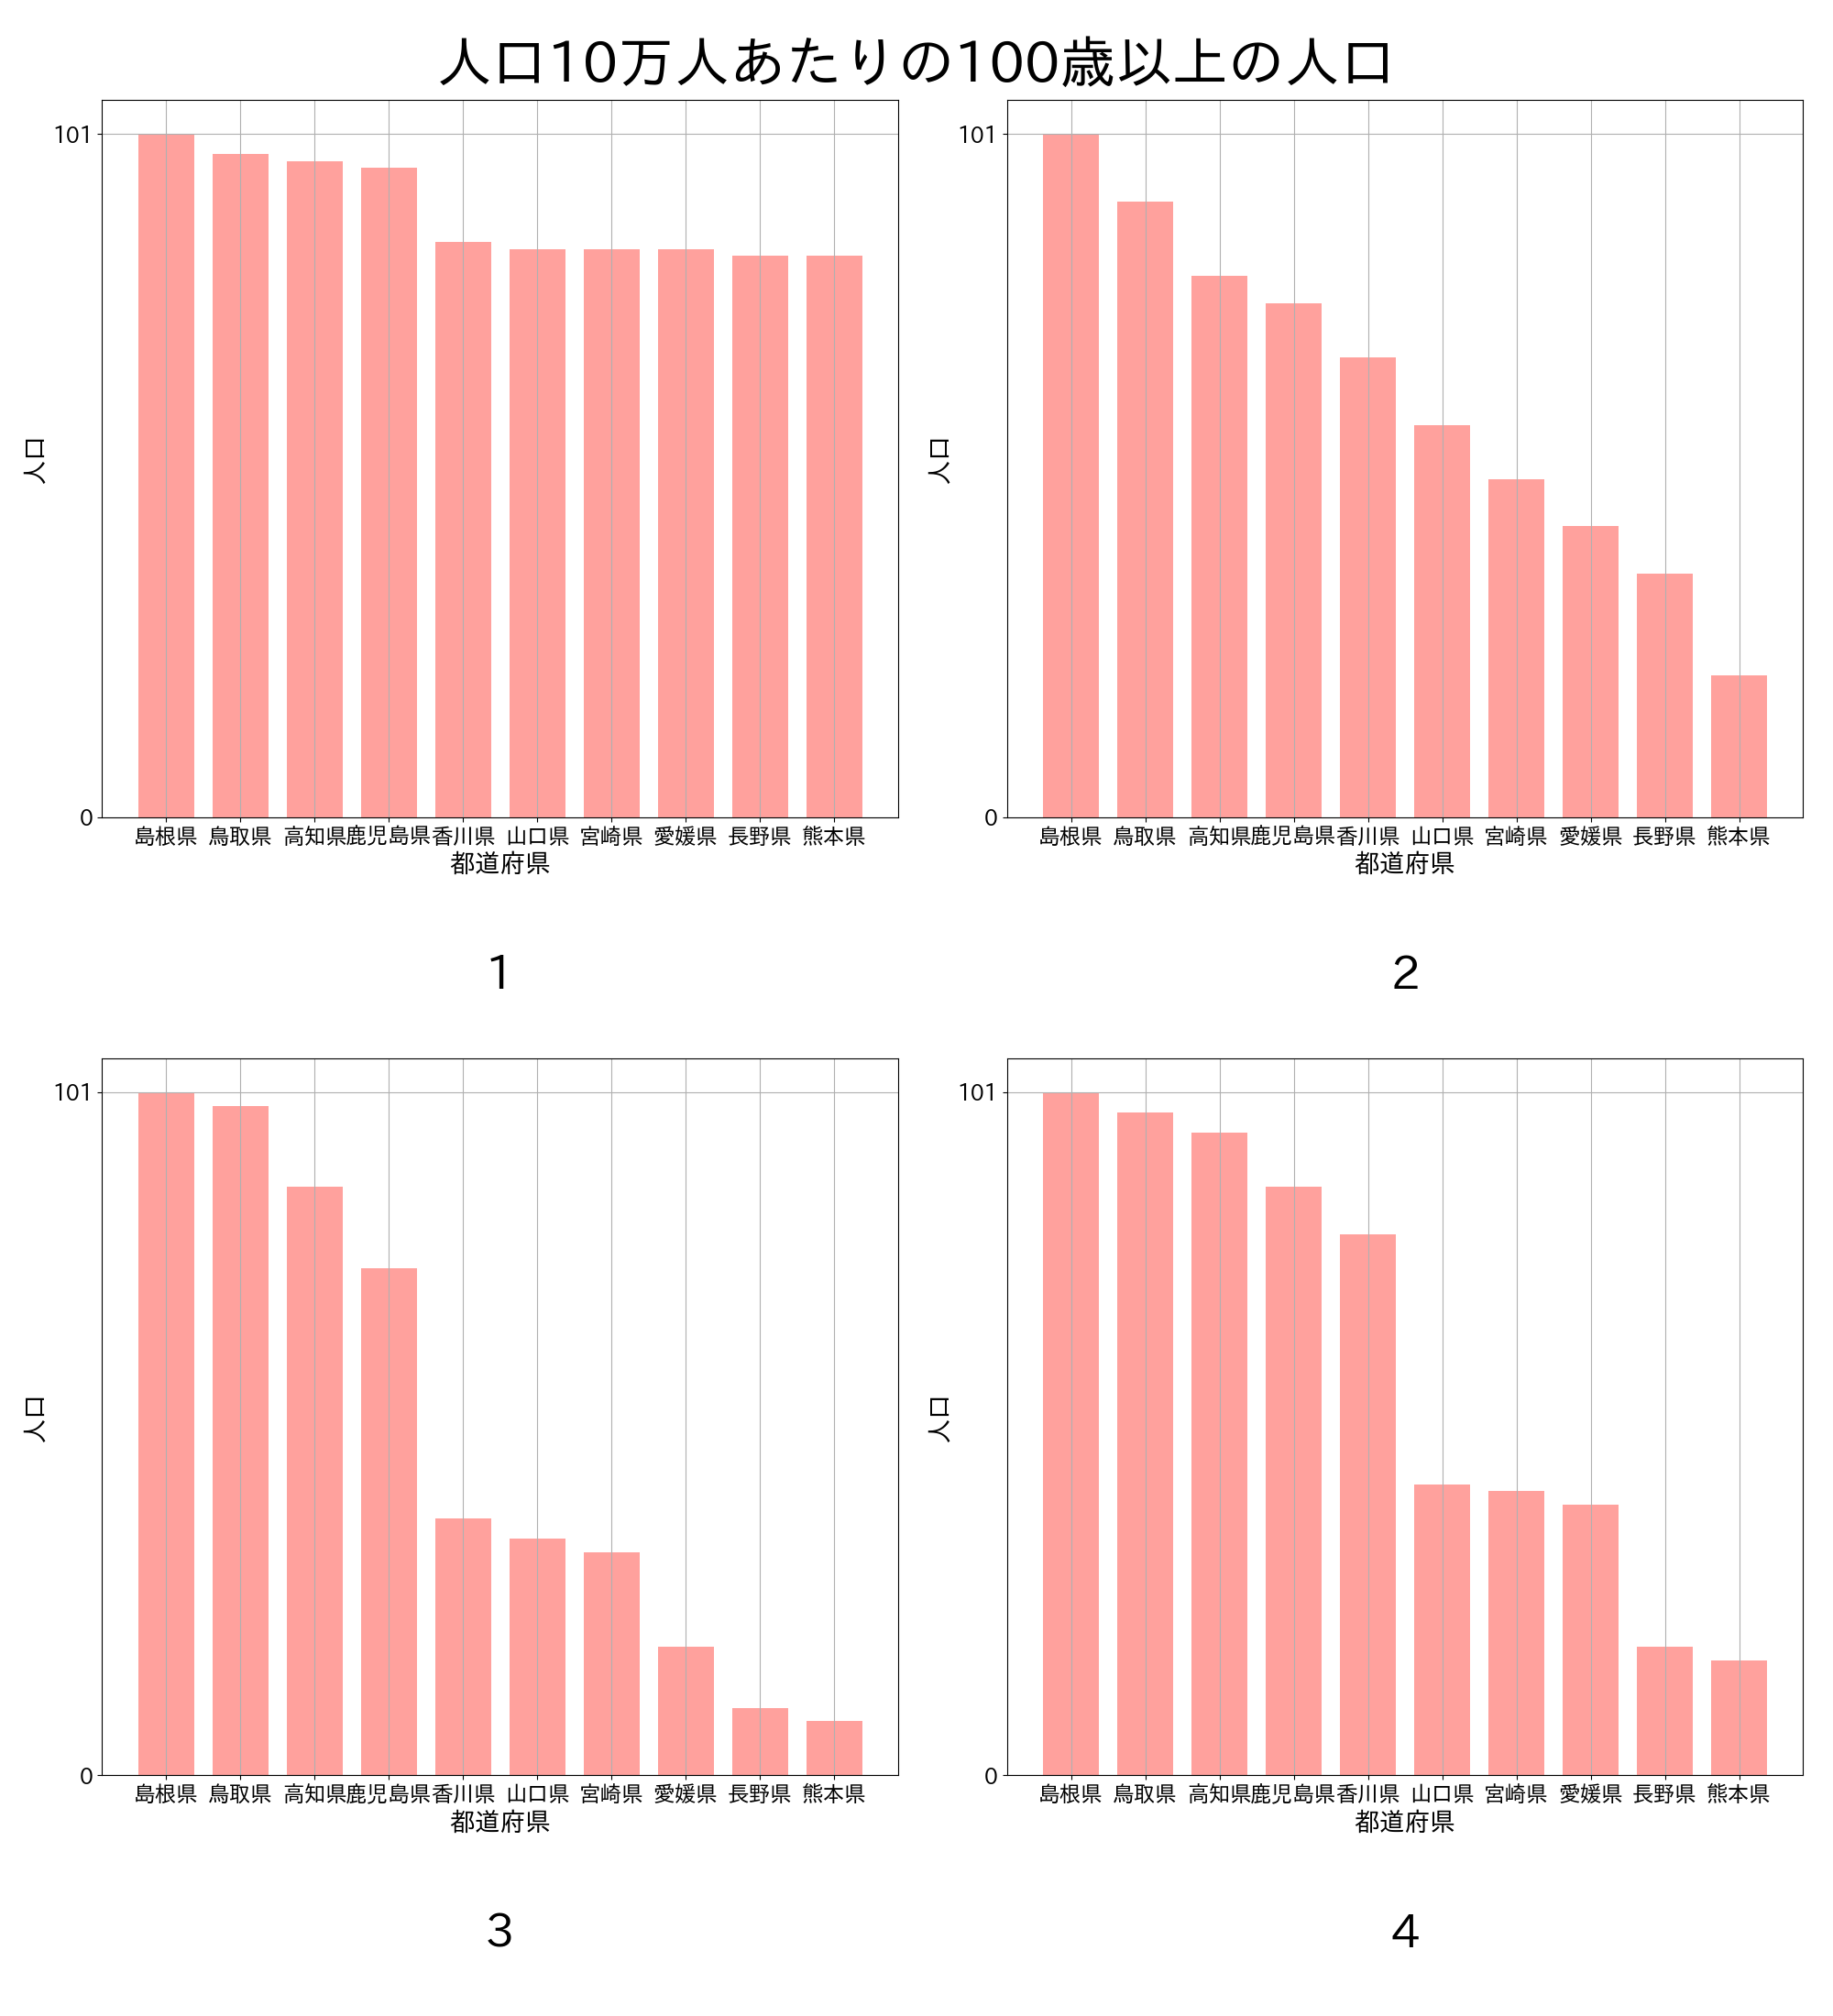 人口10万人あたりの100歳以上の人口
101
0
人口
島根県 鳥取県 高知県 鹿児島県 香川県 山口県 宮崎県 愛媛県 長野県 熊本県
都道府県
1
101
0
人口
島根県 鳥取県 高知県 鹿児島県 香川県 山口県 宮崎県 愛媛県 長野県 熊本県
都道府県
2
101
0
人口
島根県 鳥取県 高知県 鹿児島県 香川県 山口県 宮崎県 愛媛県 長野県 熊本県
都道府県
3
101
0
人口
島根県 鳥取県 高知県 鹿児島県 香川県 山口県 宮崎県 愛媛県 長野県 熊本県
都道府県
4